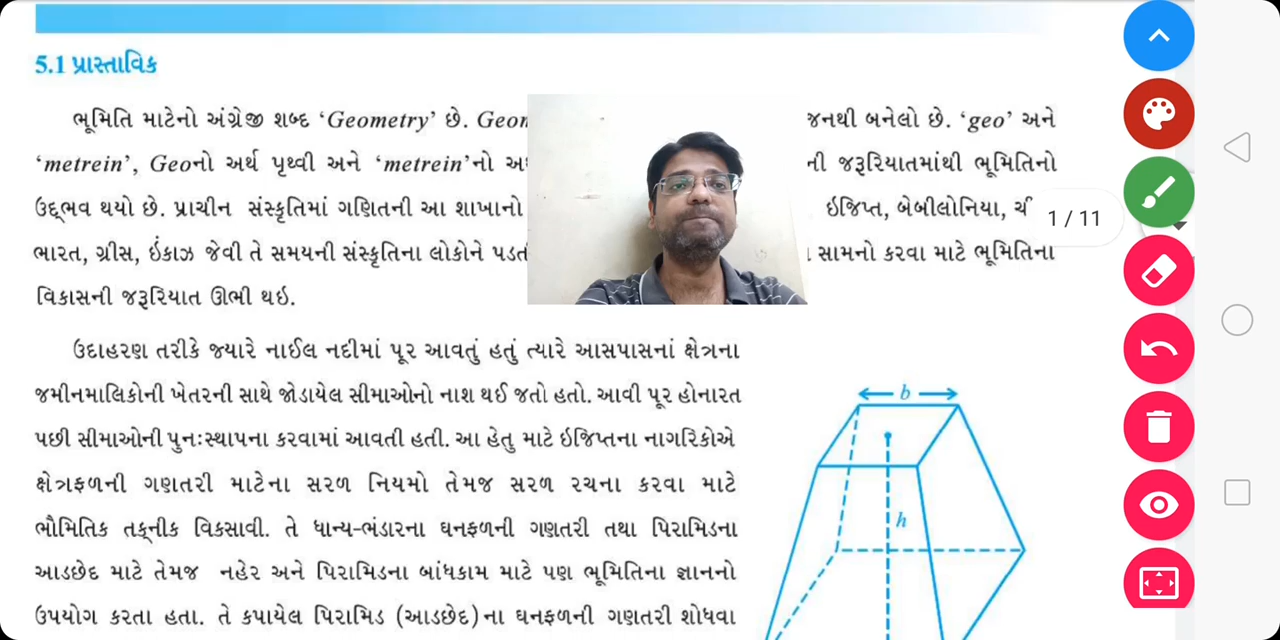 5.1 પ્રાસ્તાવિક
ભૂમિતિ માટેનો અંગ્રેજી શબ્દ ‘Geometry’ છે. જનથી બનેલો છે. ‘geo’ અને
‘metrein’, Geoનો અર્થ પૃથ્વી અને ‘metrein’નો ની જરૂરિયાતમાંથી ભૂમિતિનો
ઉદ્ભવ થયો છે. પ્રાચીન સંસ્કૃતિમાં ગણિતની આ શાખાનો ઇજિપ્ત, બેબીલોનિયા,
ભારત, ગ્રીસ, ઇંકાઝ જેવી તે સમયની સંસ્કૃતિના લોકોને સામનો કરવા માટે ભૂમિતિના
વિકાસની જરૂરિયાત ઊભી થઇ.
ઉદાહરણ તરીકે જ્યારે નાઈલ નદીમાં પૂર આવતું હતું ત્યારે આસપાસનાં ક્ષેત્રના
જમીનમાલિકોની ખેતરની સાથે જોડાયેલ સીમાઓનો નાશ થઈ જતો હતો. આવી પૂર હોનારત
પછી સીમાઓની પુનઃસ્થાપના કરવામાં આવતી હતી. આ હેતુ માટે ઇજિપ્તના નાગરિકોએ
ક્ષેત્રફળની ગણતરી માટેના સરળ નિયમો તેમજ સરળ રચના કરવા માટે
ભૌમિતિક તક્નીક વિકસાવી. તે ધાન્ય-ભંડારના ઘનફળની ગણતરી તથા પિરામિડના
આડછેદ માટે તેમજ નહેર અને પિરામિડના બાંધકામ માટે પણ ભૂમિતિના જ્ઞાનનો
ઉપયોગ કરતા હતા. તે કપાયેલ પિરામિડ (આડછેદ)ના ઘનફળની ગણતરી શોધવા
b
h
1 / 11